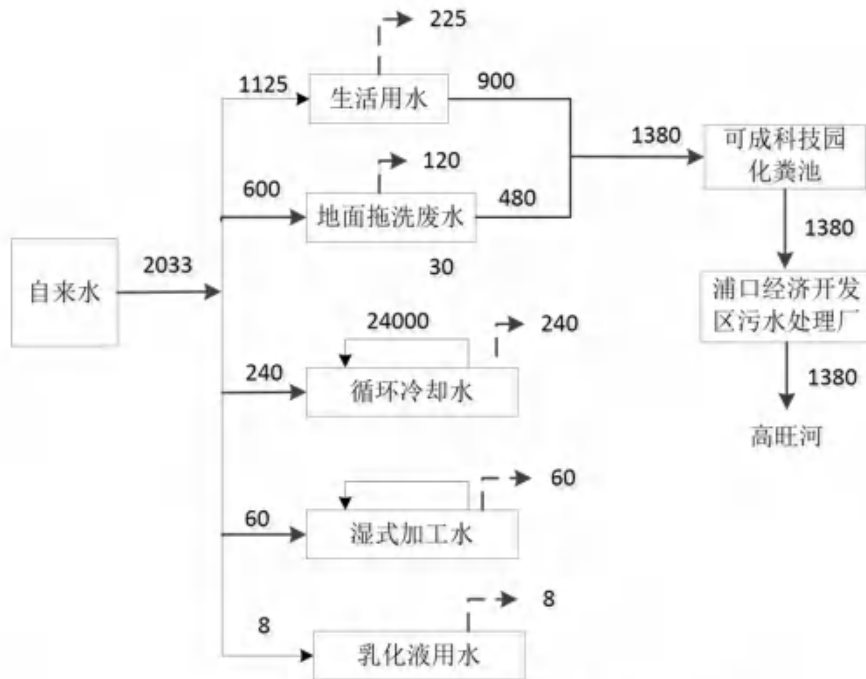 225
1125
生活用水
900
120
600
地面拖洗废水
480
1380
可成科技园
化粪池
1380
自来水
2033
30
浦口经济开发
区污水处理厂
24000
240
240
循环冷却水
1380
高旺河
60
60
湿式加工水
8
8
乳化液用水